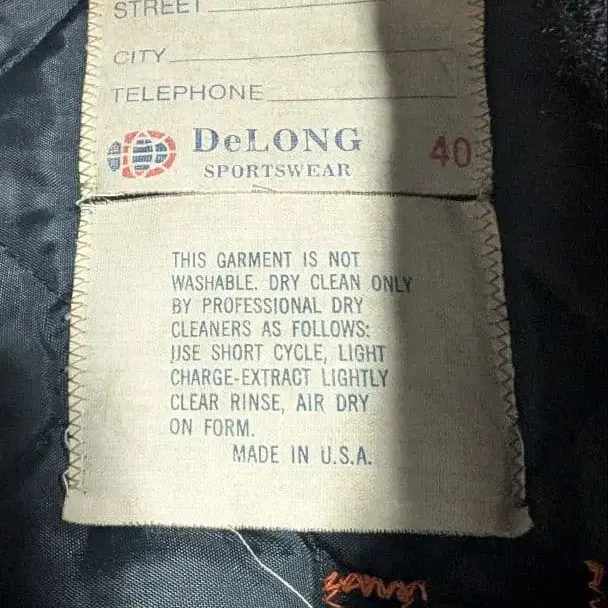 STREET
CITY
TELEPHONE
DeLONG 40
SPORTSWEAR
THIS GARMENT IS NOT
WASHABLE. DRY CLEAN ONLY
BY PROFESSIONAL DRY
CLEANERS AS FOLLOWS:
USE SHORT CYCLE, LIGHT
CHARGE-EXTRACT LIGHTLY
CLEAR RINSE, AIR DRY
ON FORM.
MADE IN U.S.A.